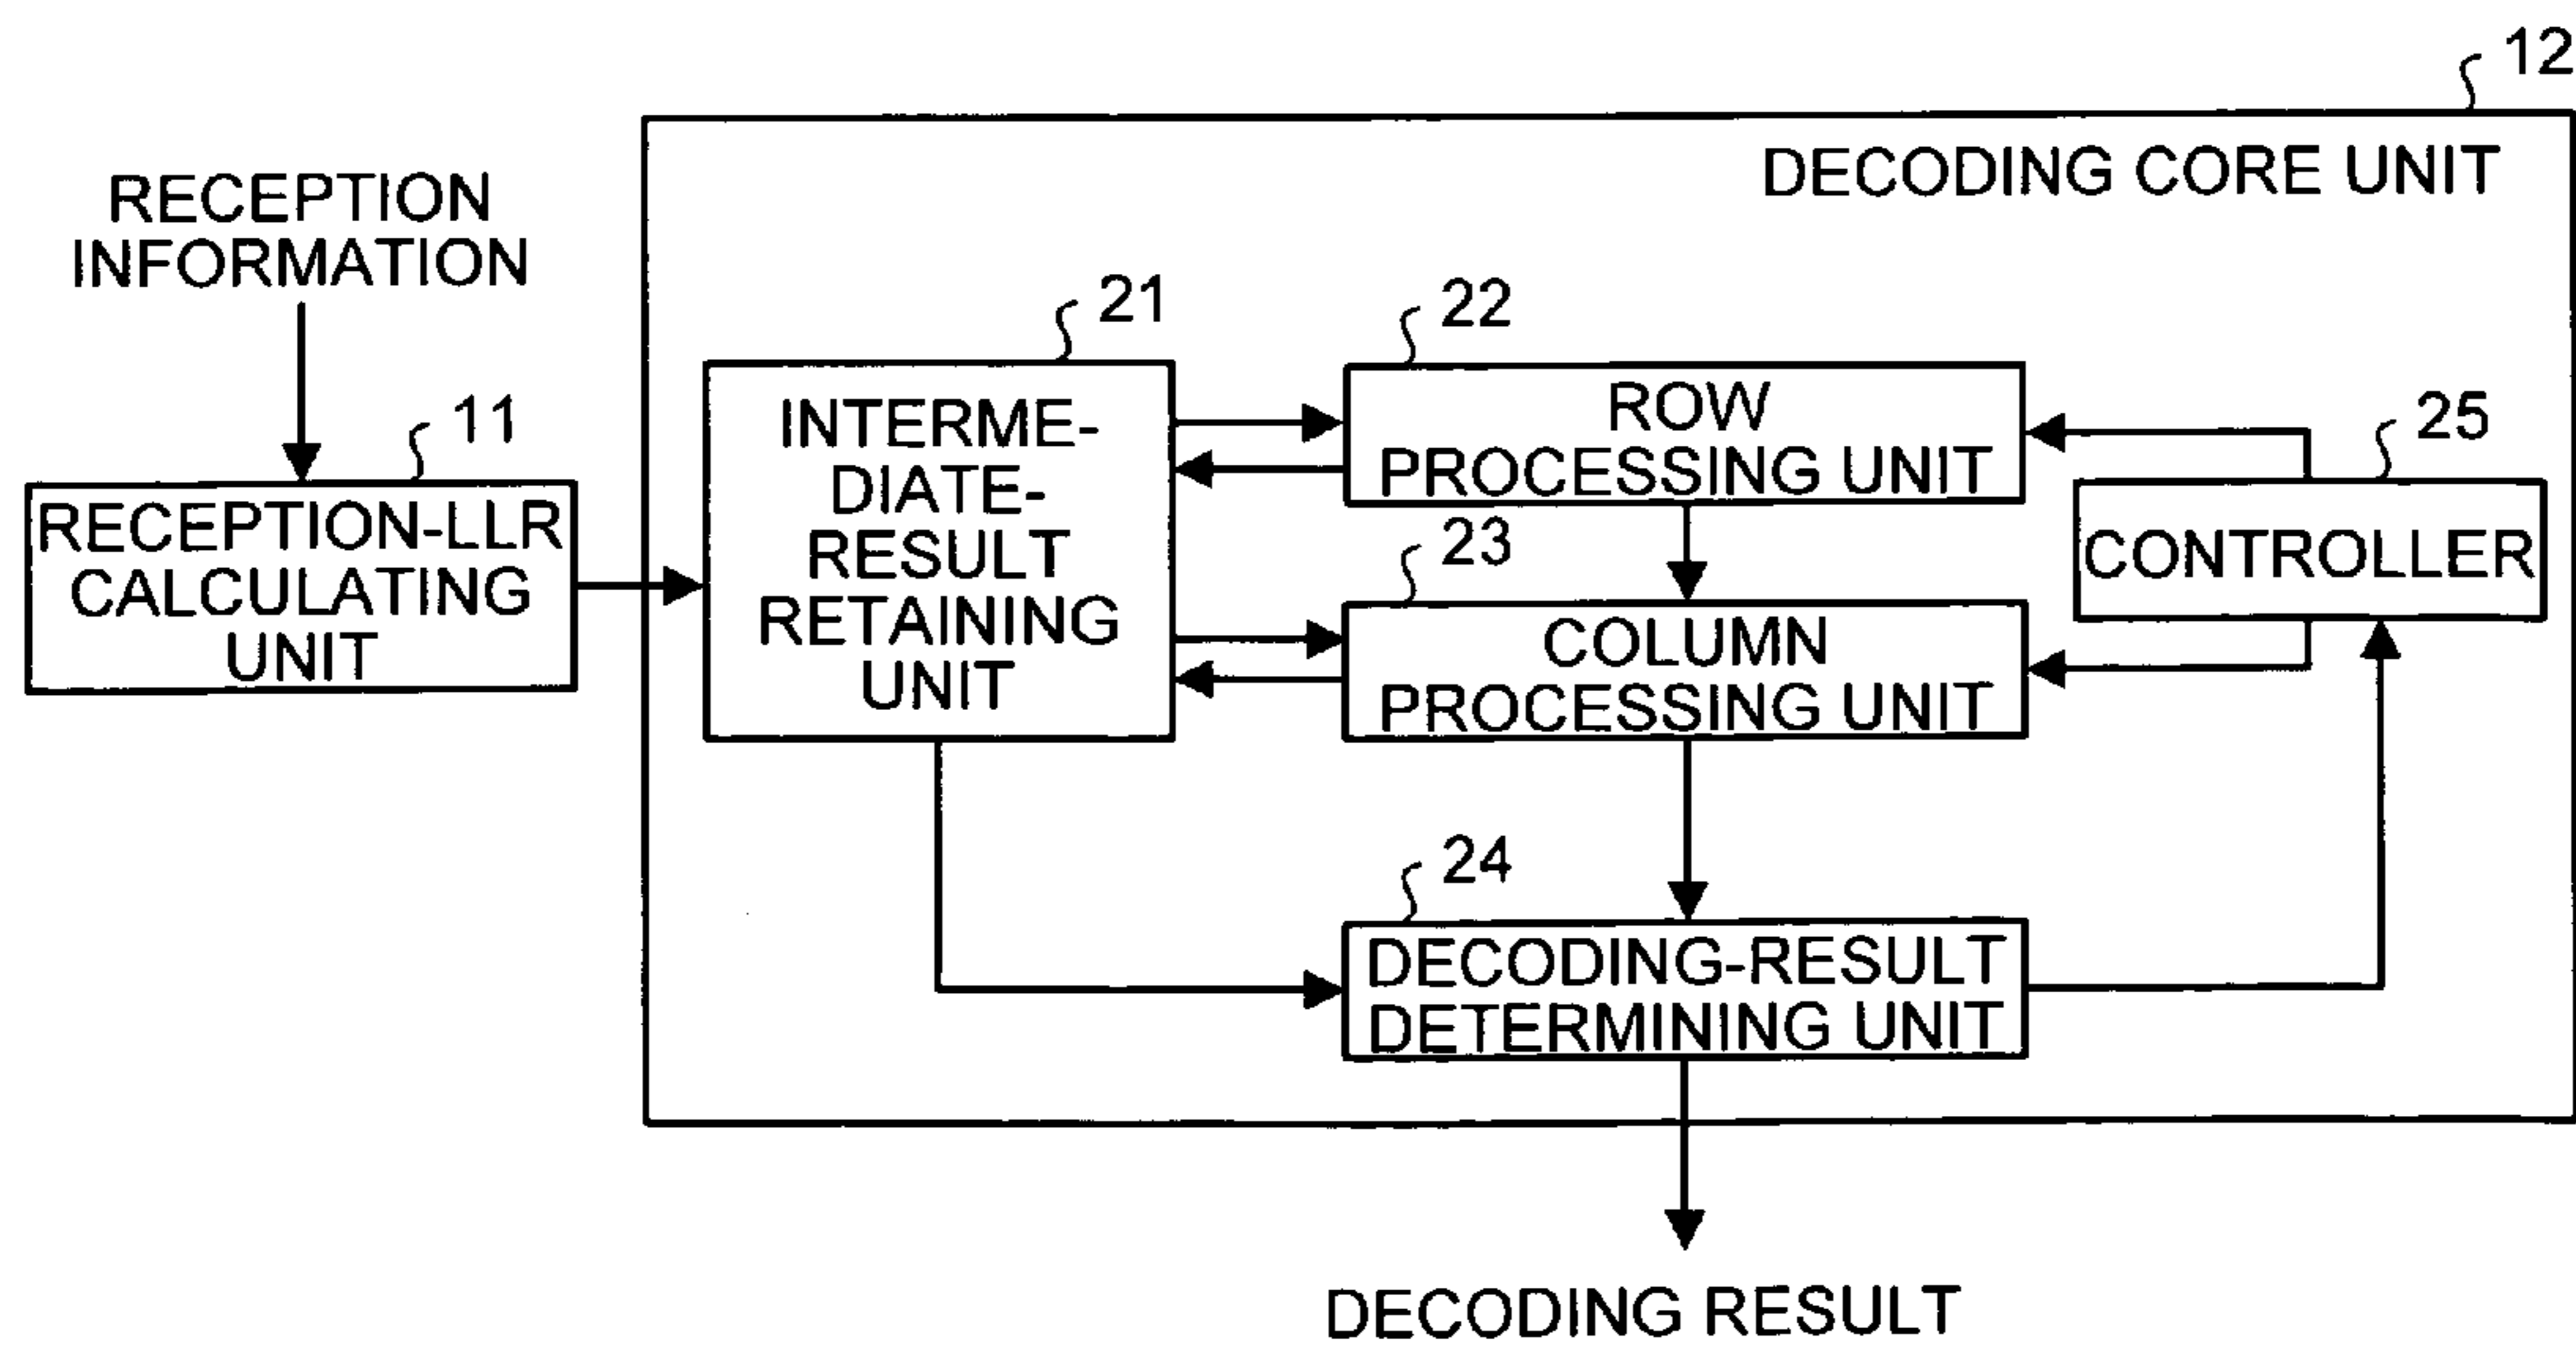 12
DECODING CORE UNIT
RECEPTION
INFORMATION
11
RECEPTION-LLR
CALCULATING
UNIT
21
INTERME-
DIATE-
RESULT
RETAINING
UNIT
22
ROW
PROCESSING UNIT
23
COLUMN
PROCESSING UNIT
25
CONTROLLER
24
DECODING-RESULT
DETERMINING UNIT
DECODING RESULT